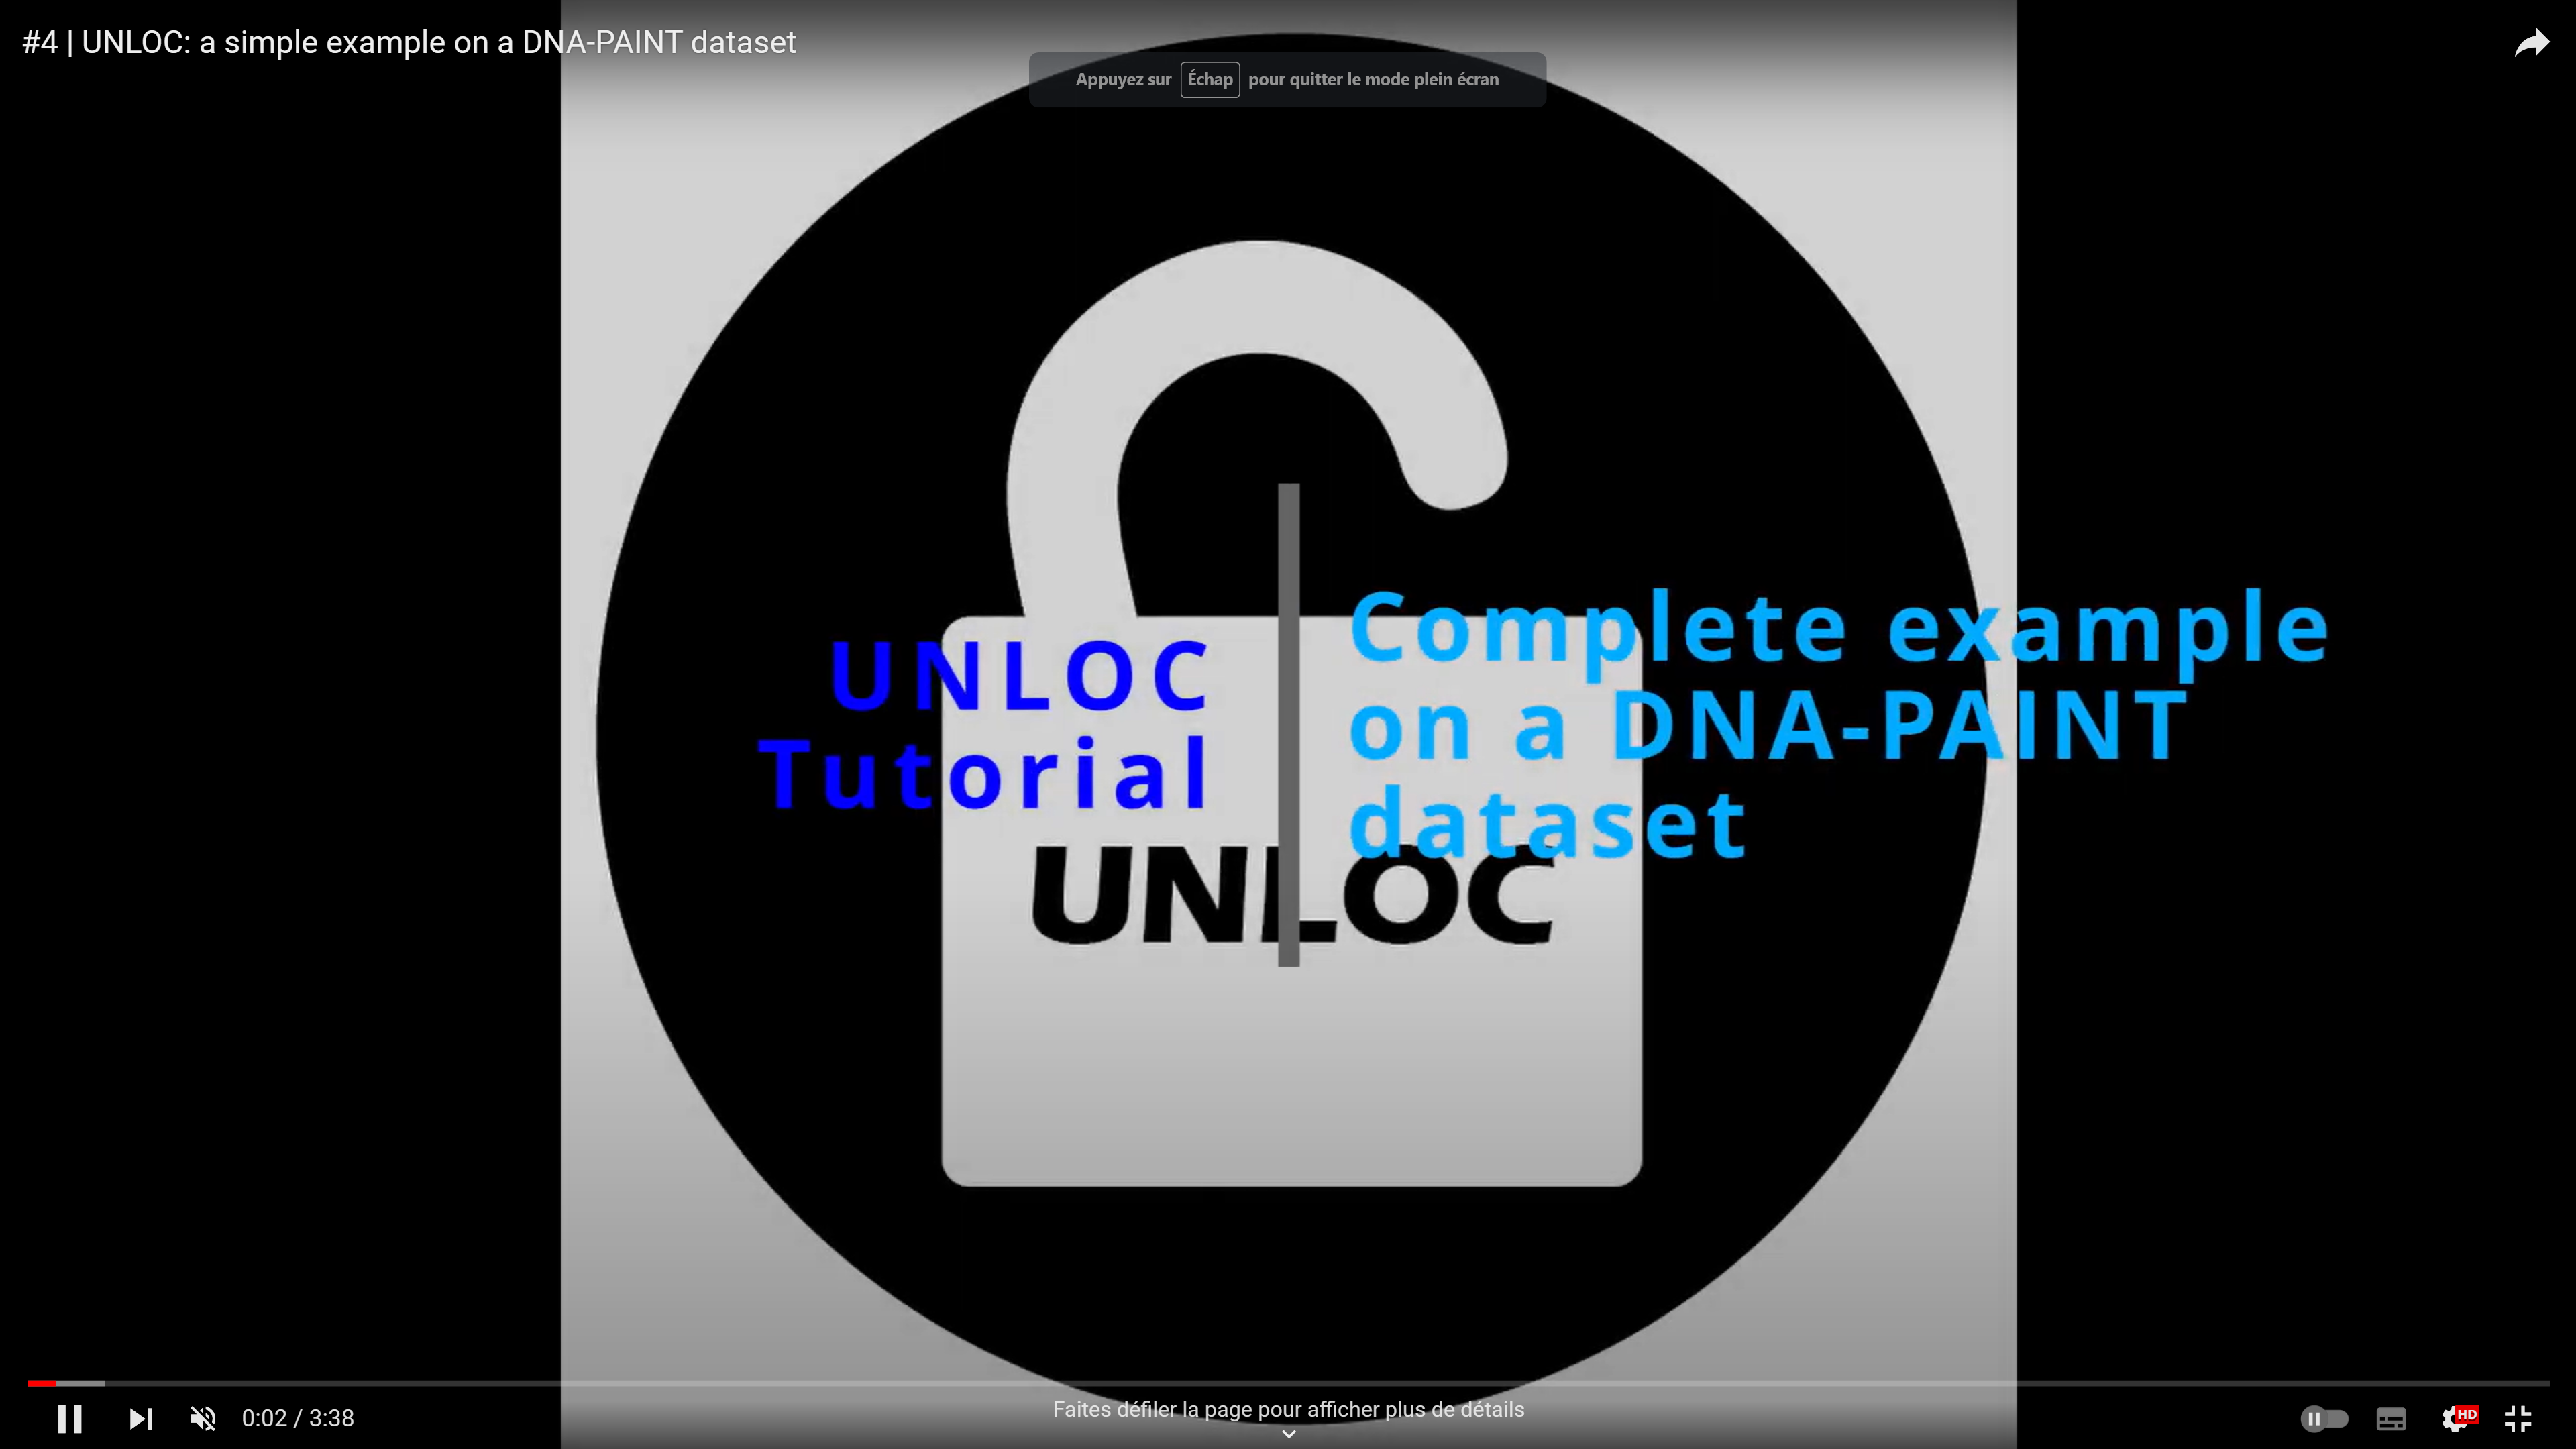 #4 | UNLOC: a simple example on a DNA-PAINT dataset
Appuyez sur Échap pour quitter le mode plein écran
UNLOC
Tutorial
Complete example
on a DNA-PAINT
dataset
UNLOC
Faites défiler la page pour afficher plus de détails
0:02 / 3:38
HD